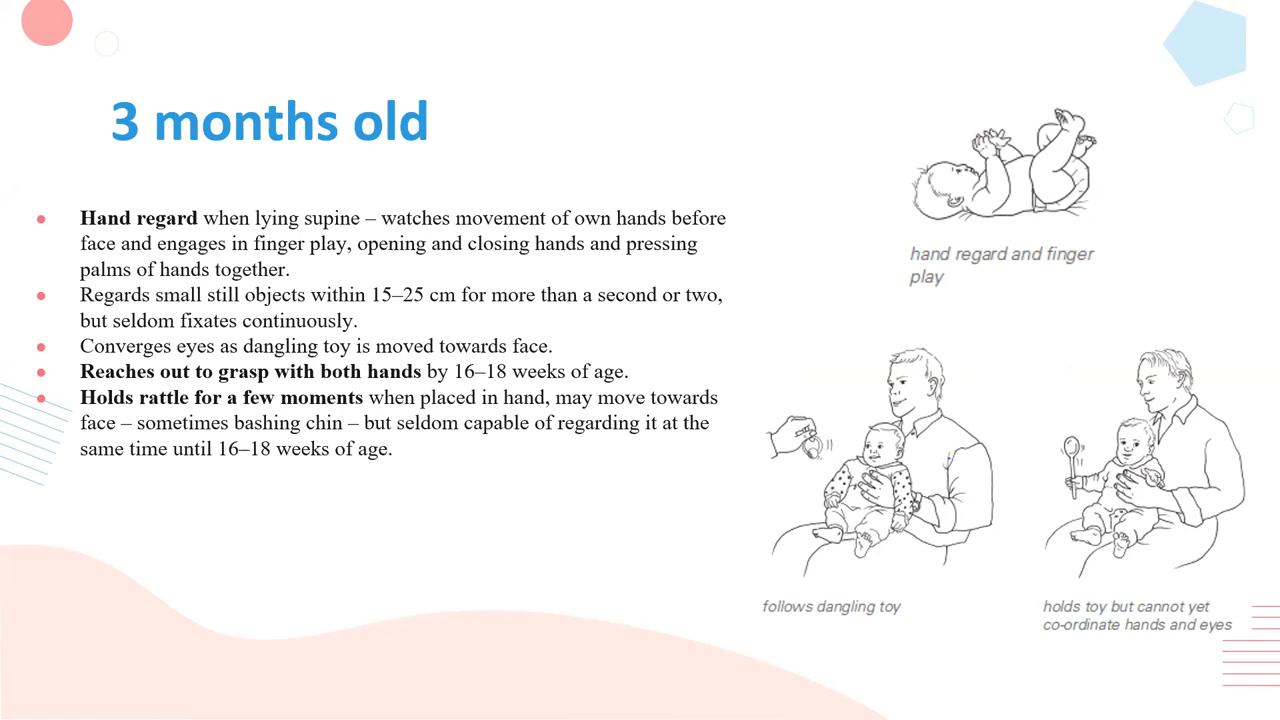 3 months old
Hand regard when lying supine – watches movement of own hands before
face and engages in finger play, opening and closing hands and pressing
palms of hands together.
Regards small still objects within 15–25 cm for more than a second or two,
but seldom fixates continuously.
Converges eyes as dangling toy is moved towards face.
Reaches out to grasp with both hands by 16–18 weeks of age.
Holds rattle for a few moments when placed in hand, may move towards
face – sometimes bashing chin – but seldom capable of regarding it at the
same time until 16–18 weeks of age.
hand regard and finger
play
follows dangling toy
holds toy but cannot yet
co-ordinate hands and eyes